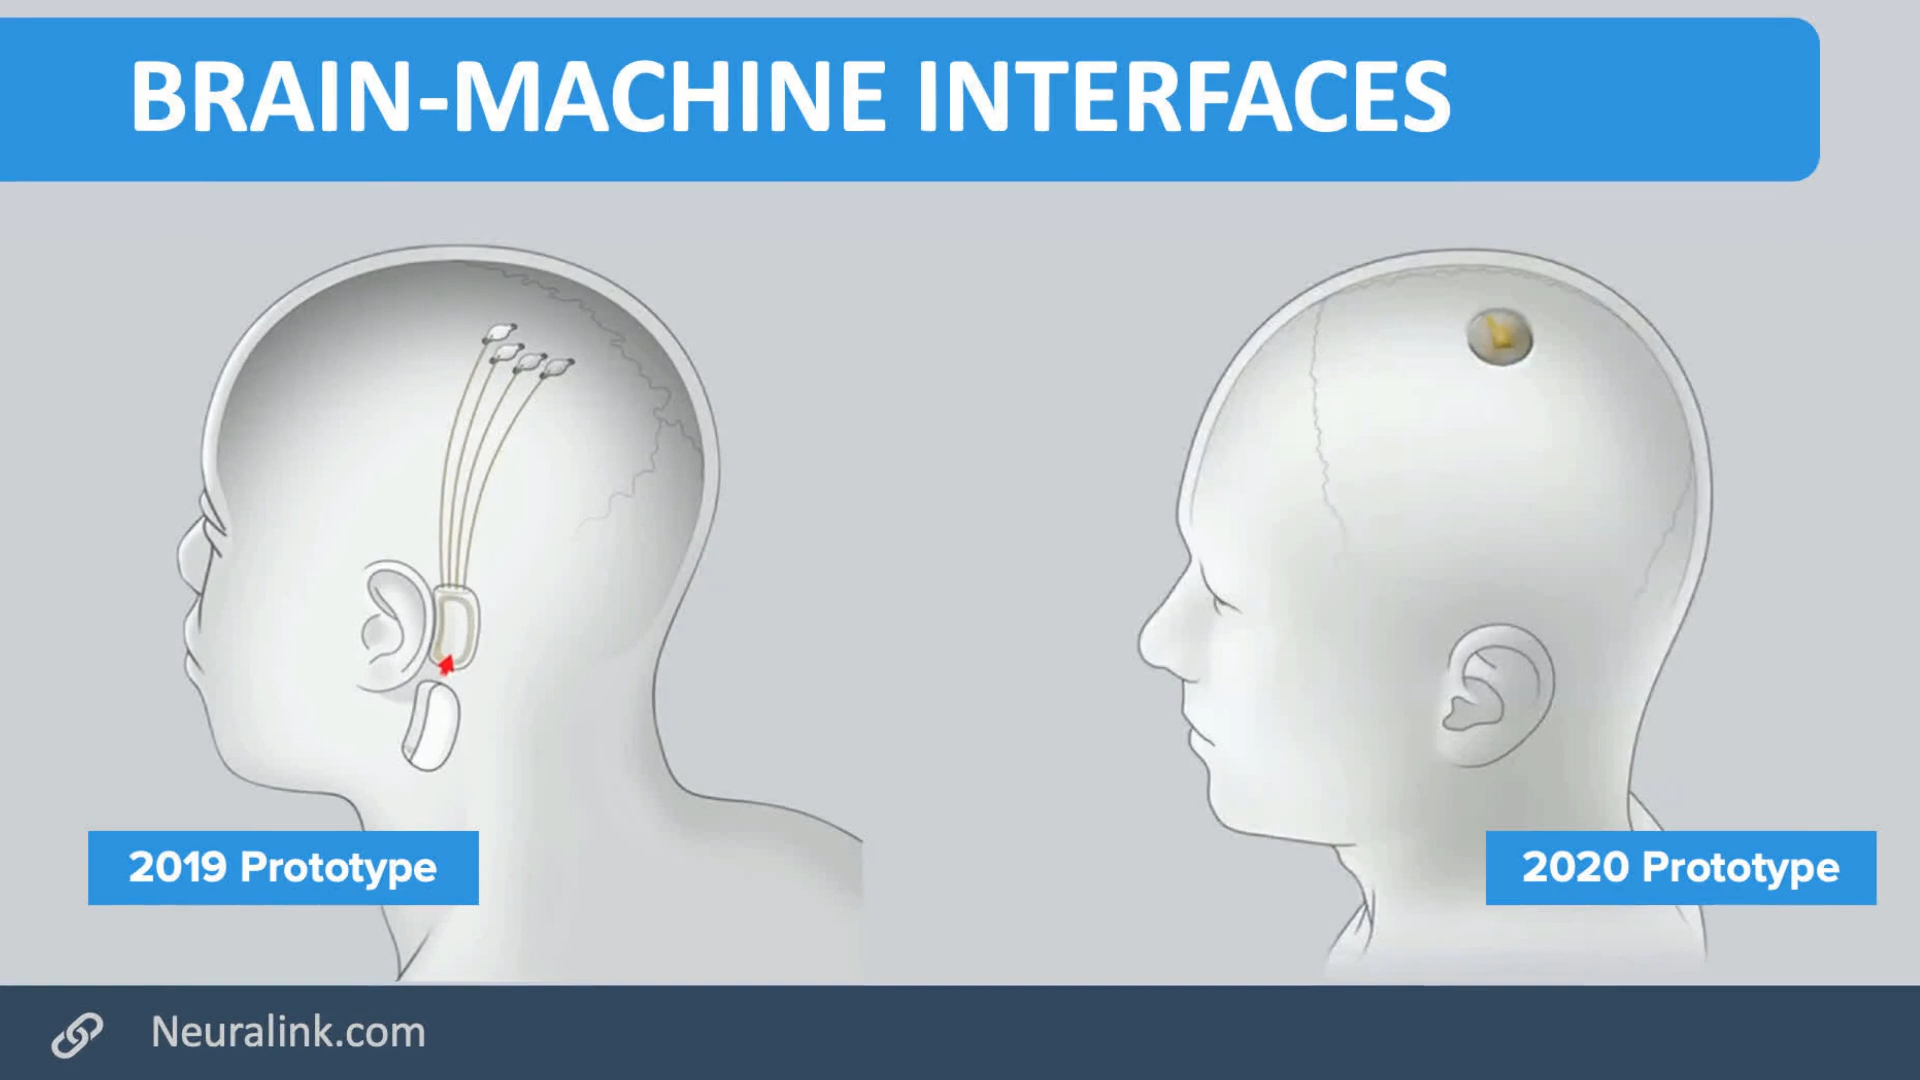 BRAIN-MACHINE INTERFACES
2019 Prototype
2020 Prototype
Neuralink.com